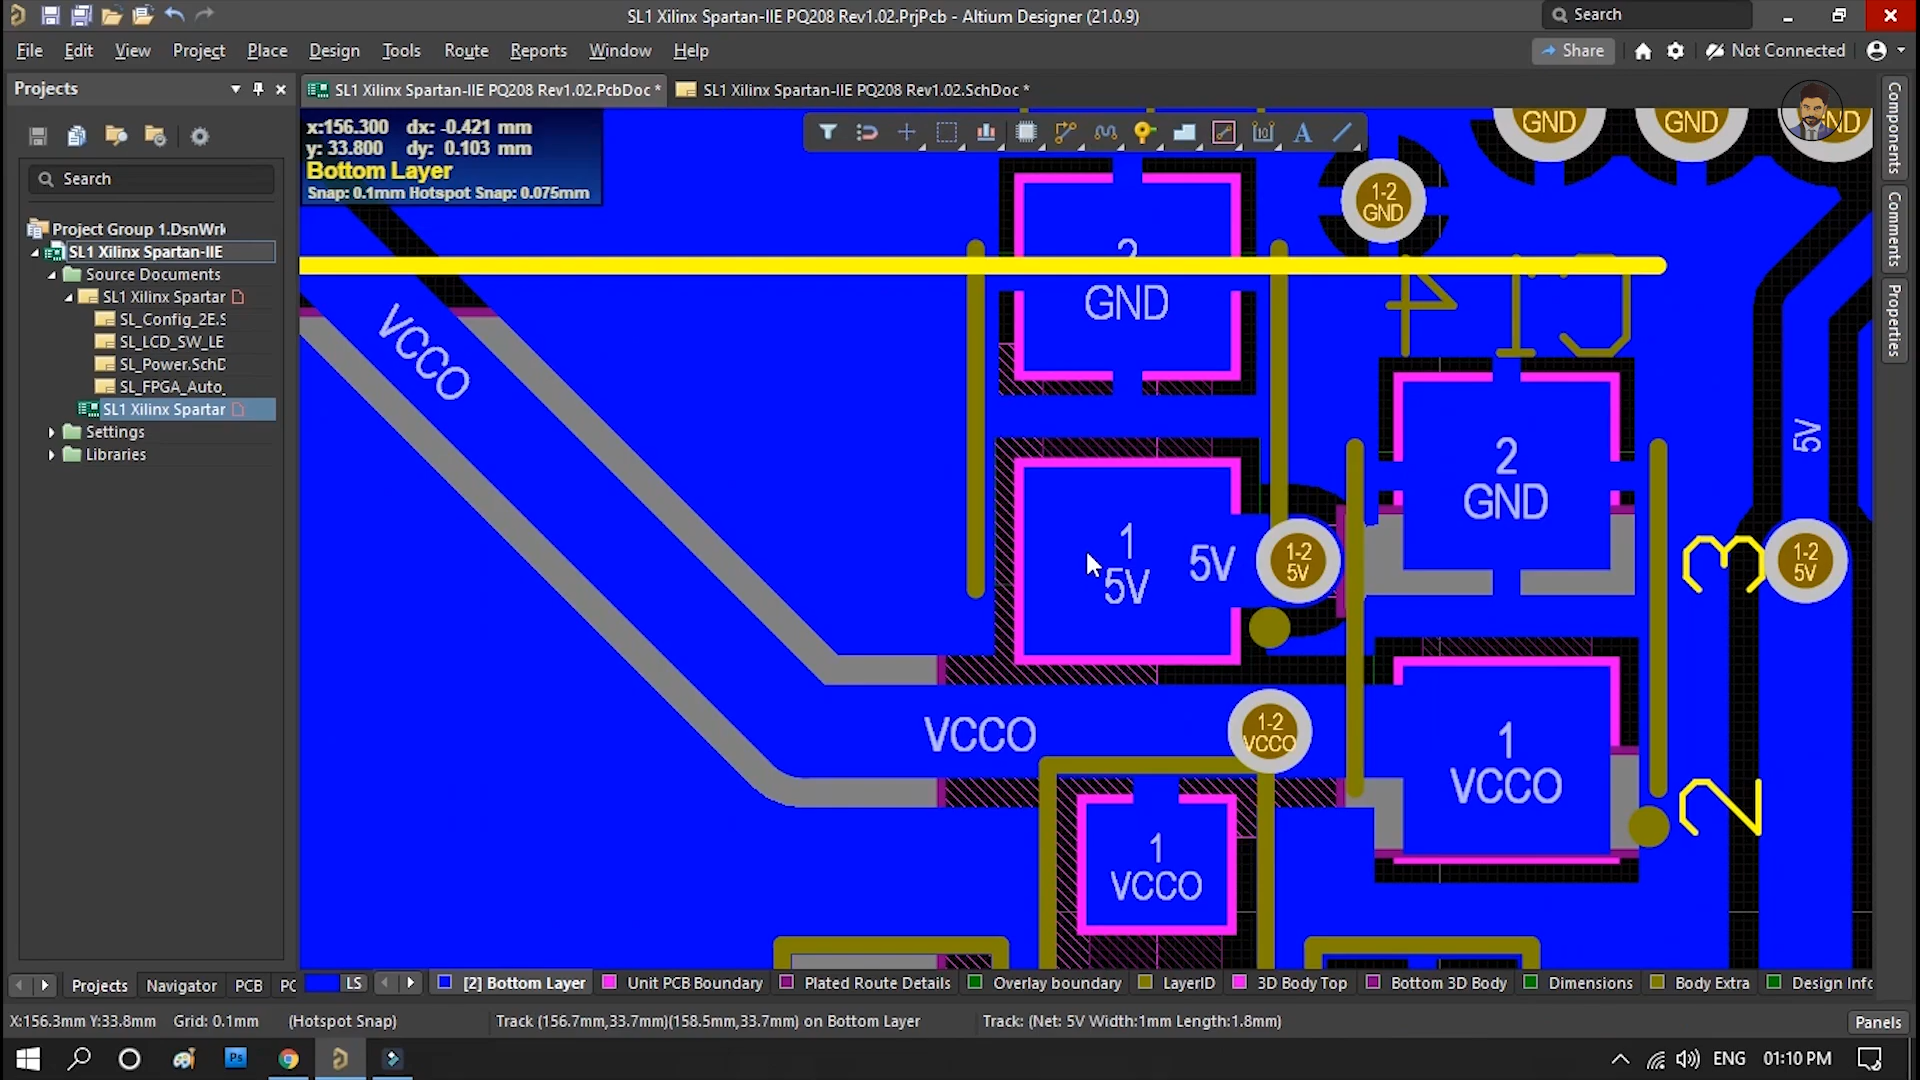 SL1 Xilinx Spartan-IIE PQ208 Rev1.02.PrjPcb - Altium Designer (21.0.9)
Search
File Edit View Project Place Design Tools Route Reports Window Help
Share
Not Connected
Projects
SL1 Xilinx Spartan-IIE PQ208 Rev1.02.PcbDoc *
SL1 Xilinx Spartan-IIE PQ208 Rev1.02.SchDoc *
x:156.300 dx: -0.421 mm
y: 33.800 dy: 0.103 mm
Bottom Layer
Snap: 0.1mm Hotspot Snap: 0.075mm
Search
Project Group 1.DsnWrk
SL1 Xilinx Spartan-IIE
Source Documents
SL1 Xilinx Spartar
SL_Config_2E.S
SL_LCD_SW_LE
SL_Power.SchD
SL_FPGA_Auto_
SL1 Xilinx Spartar
Settings
Libraries
Components
Comments
Properties
GND
GND
ND
1-2
GND
2
GND
C14
VCCO
2
GND
5V
1
5V
5V
1-2
5V
3
1-2
5V
VCCO
1-2
VCCO
1
VCCO
2
1
VCCO
Projects Navigator PCB PC
LS
[2] Bottom Layer
Unit PCB Boundary
Plated Route Details
Overlay boundary
LayerID
3D Body Top
Bottom 3D Body
Dimensions
Body Extra
Design Info
X:156.3mm Y:33.8mm Grid: 0.1mm (Hotspot Snap) Track (156.7mm,33.7mm)(158.5mm,33.7mm) on Bottom Layer Track: (Net: 5V Width:1mm Length:1.8mm)
Panels
Ps
ENG
01:10 PM